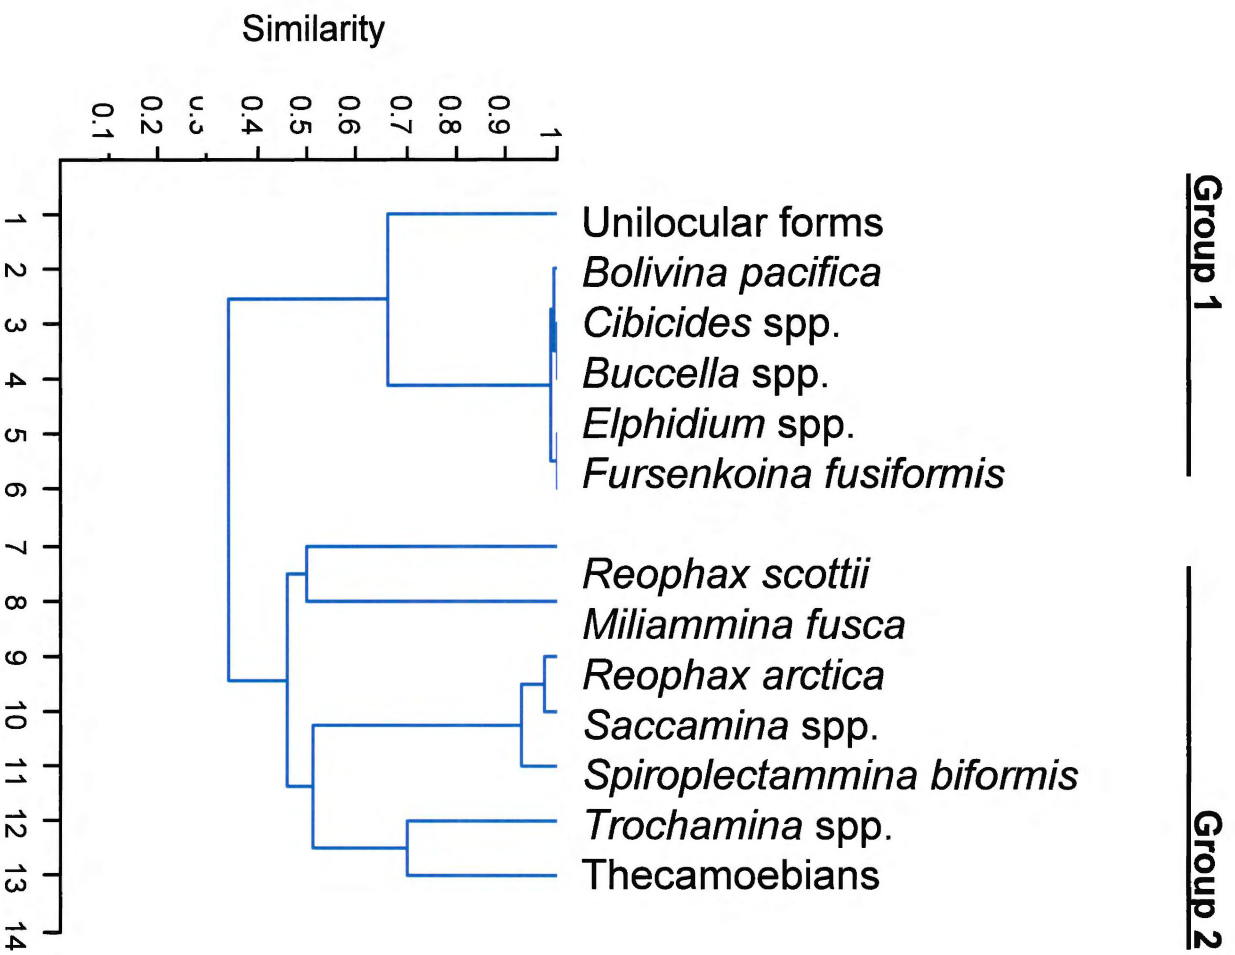 Similarity
0.1
0.2
0.4
0.5
0.6
0.7
0.8
0.9
1
1
2
3
4
5
6
7
8
9
10
11
12
13
14
Unilocular forms
Bolivina pacifica
Cibicides spp.
Buccella spp.
Elphidium spp.
Fursenkoina fusiformis
Reophax scottii
Miliammina fusca
Reophax arctica
Saccamina spp.
Spiroplectammina biformis
Trochamina spp.
Thecamoebians
Group 1
Group 2